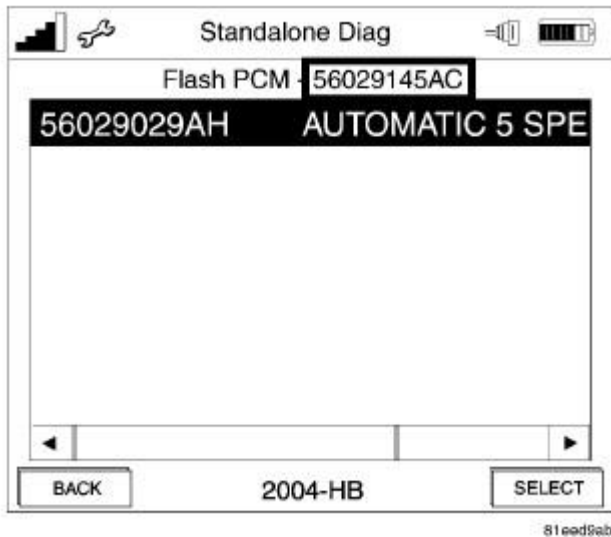 Standalone Diag
Flash PCM - 56029145AC
56029029AH AUTOMATIC 5 SPE
BACK 2004-HB SELECT
81eed9ab